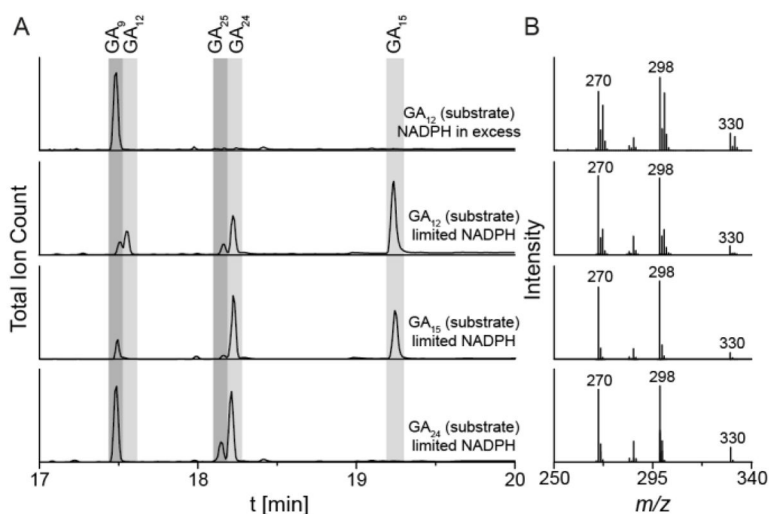 A
GA₉
GA₁₂
GA₂₅
GA₂₄
GA₁₅
B
GA₁₂ (substrate)
NADPH in excess
270
298
330
GA₁₂ (substrate)
limited NADPH
270
298
330
GA₁₅ (substrate)
limited NADPH
270
298
330
GA₂₄ (substrate)
limited NADPH
270
298
330
Total Ion Count
Intensity
17
18
19
20
t [min]
250
295
340
m/z